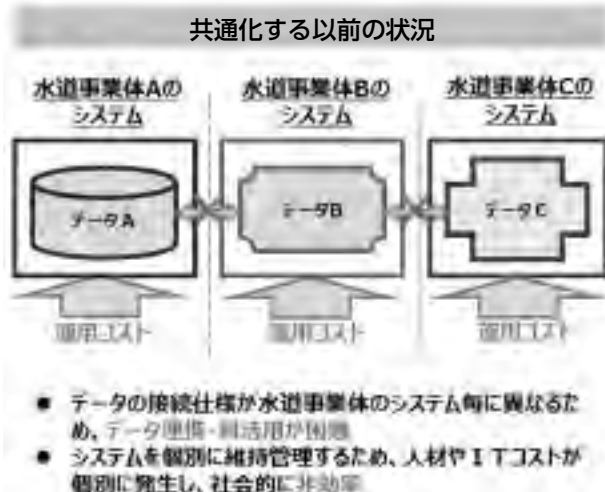 共通化する以前の状況
水道事業体Aの
システム
水道事業体Bの
システム
水道事業体Cの
システム
データA
データB
データC
運用コスト
運用コスト
運用コスト
● データの接続仕様が水道事業体のシステム毎に異なるた
め、データ連携・利活用が困難
● システムを個別に維持管理するため、人材やITコストが
個別に発生し、社会的に非効率